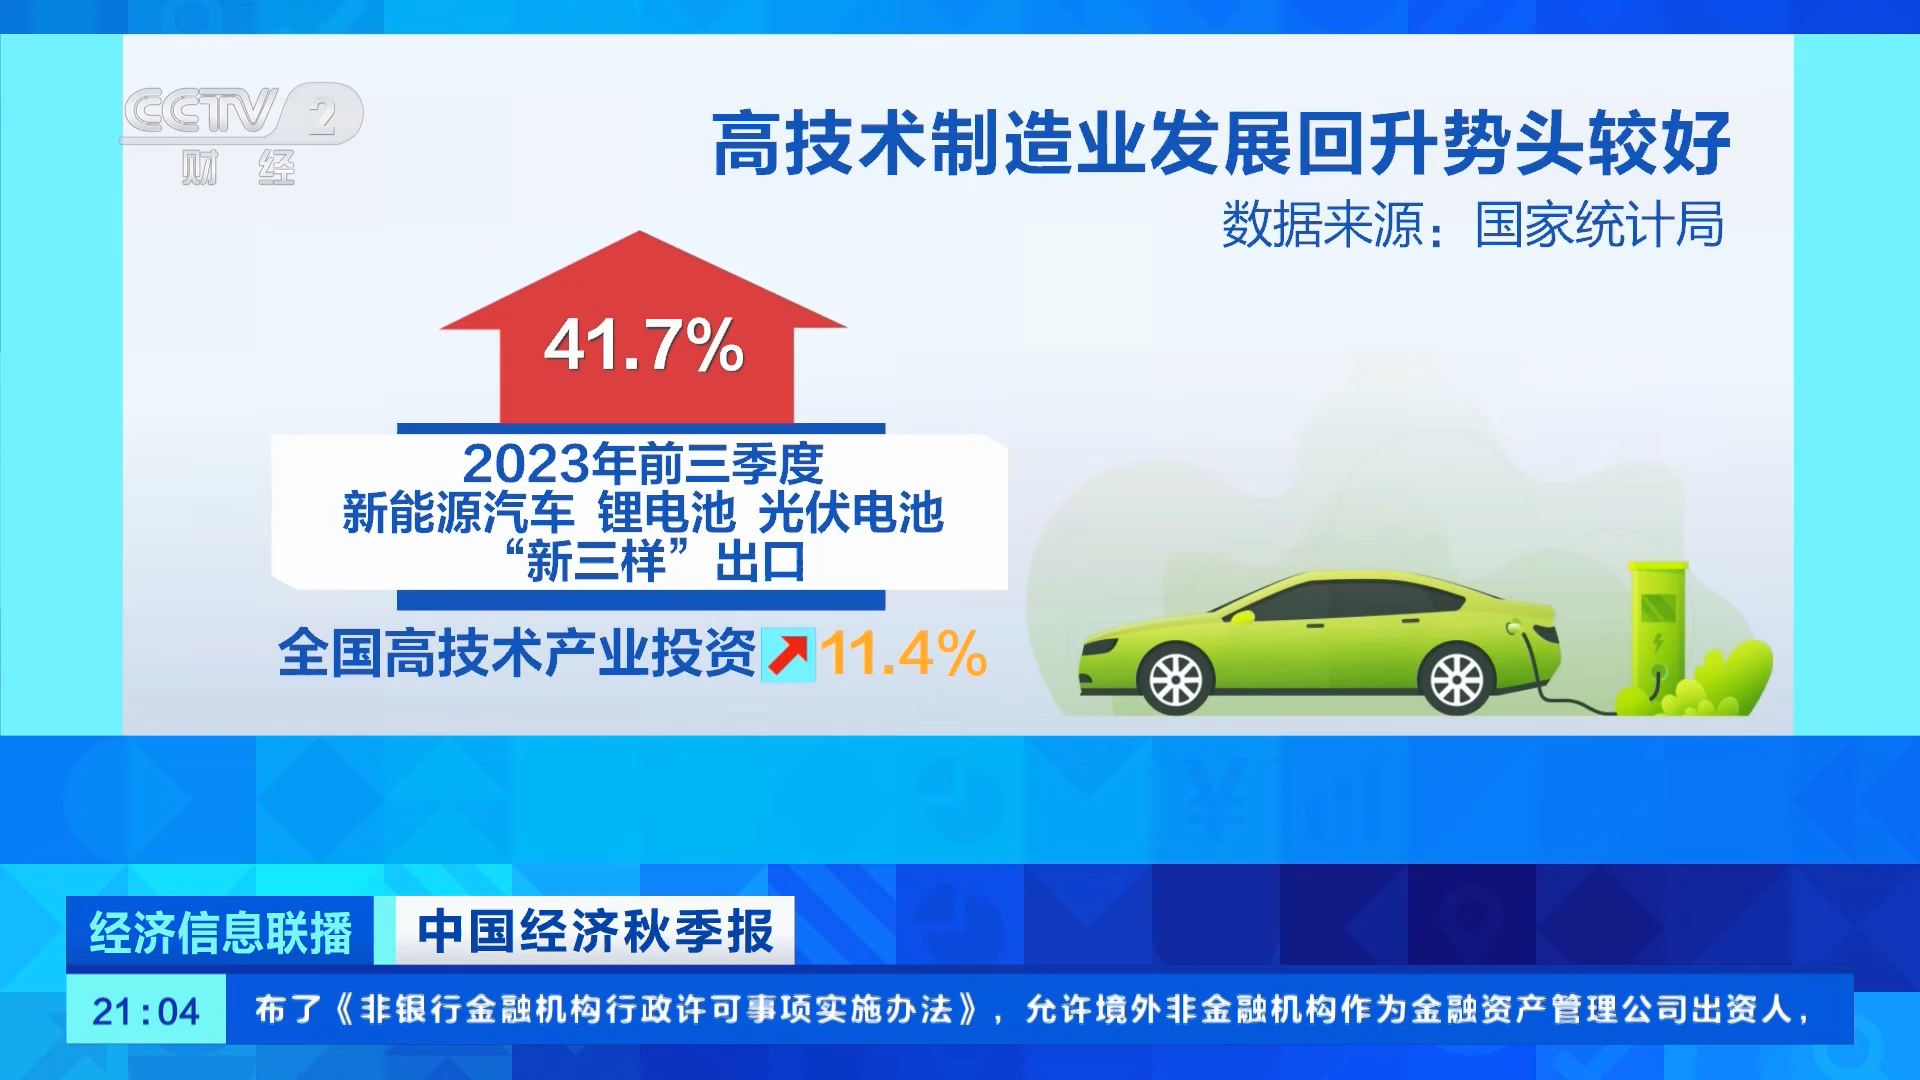 CCTV 2
财 经
高技术制造业发展回升势头较好
数据来源：国家统计局
41.7%
2023年前三季度
新能源汽车 锂电池 光伏电池
“新三样”出口
全国高技术产业投资 11.4%
经济信息联播
中国经济秋季报
21:04
布了《非银行金融机构行政许可事项实施办法》，允许境外非金融机构作为金融资产管理公司出资人，